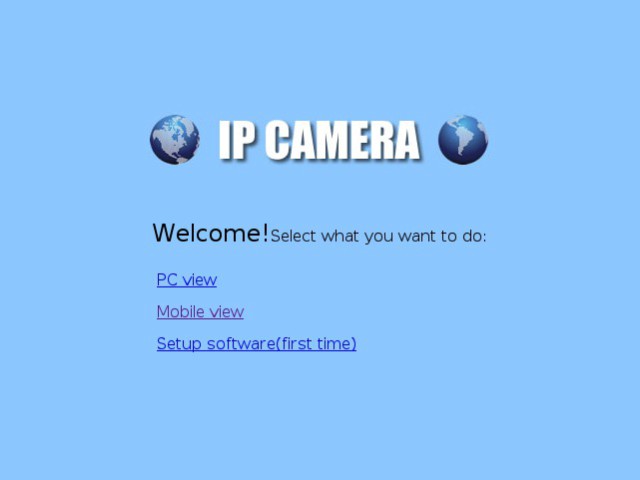 IP CAMERA
Welcome!Select what you want to do:
PC view
Mobile view
Setup software(first time)